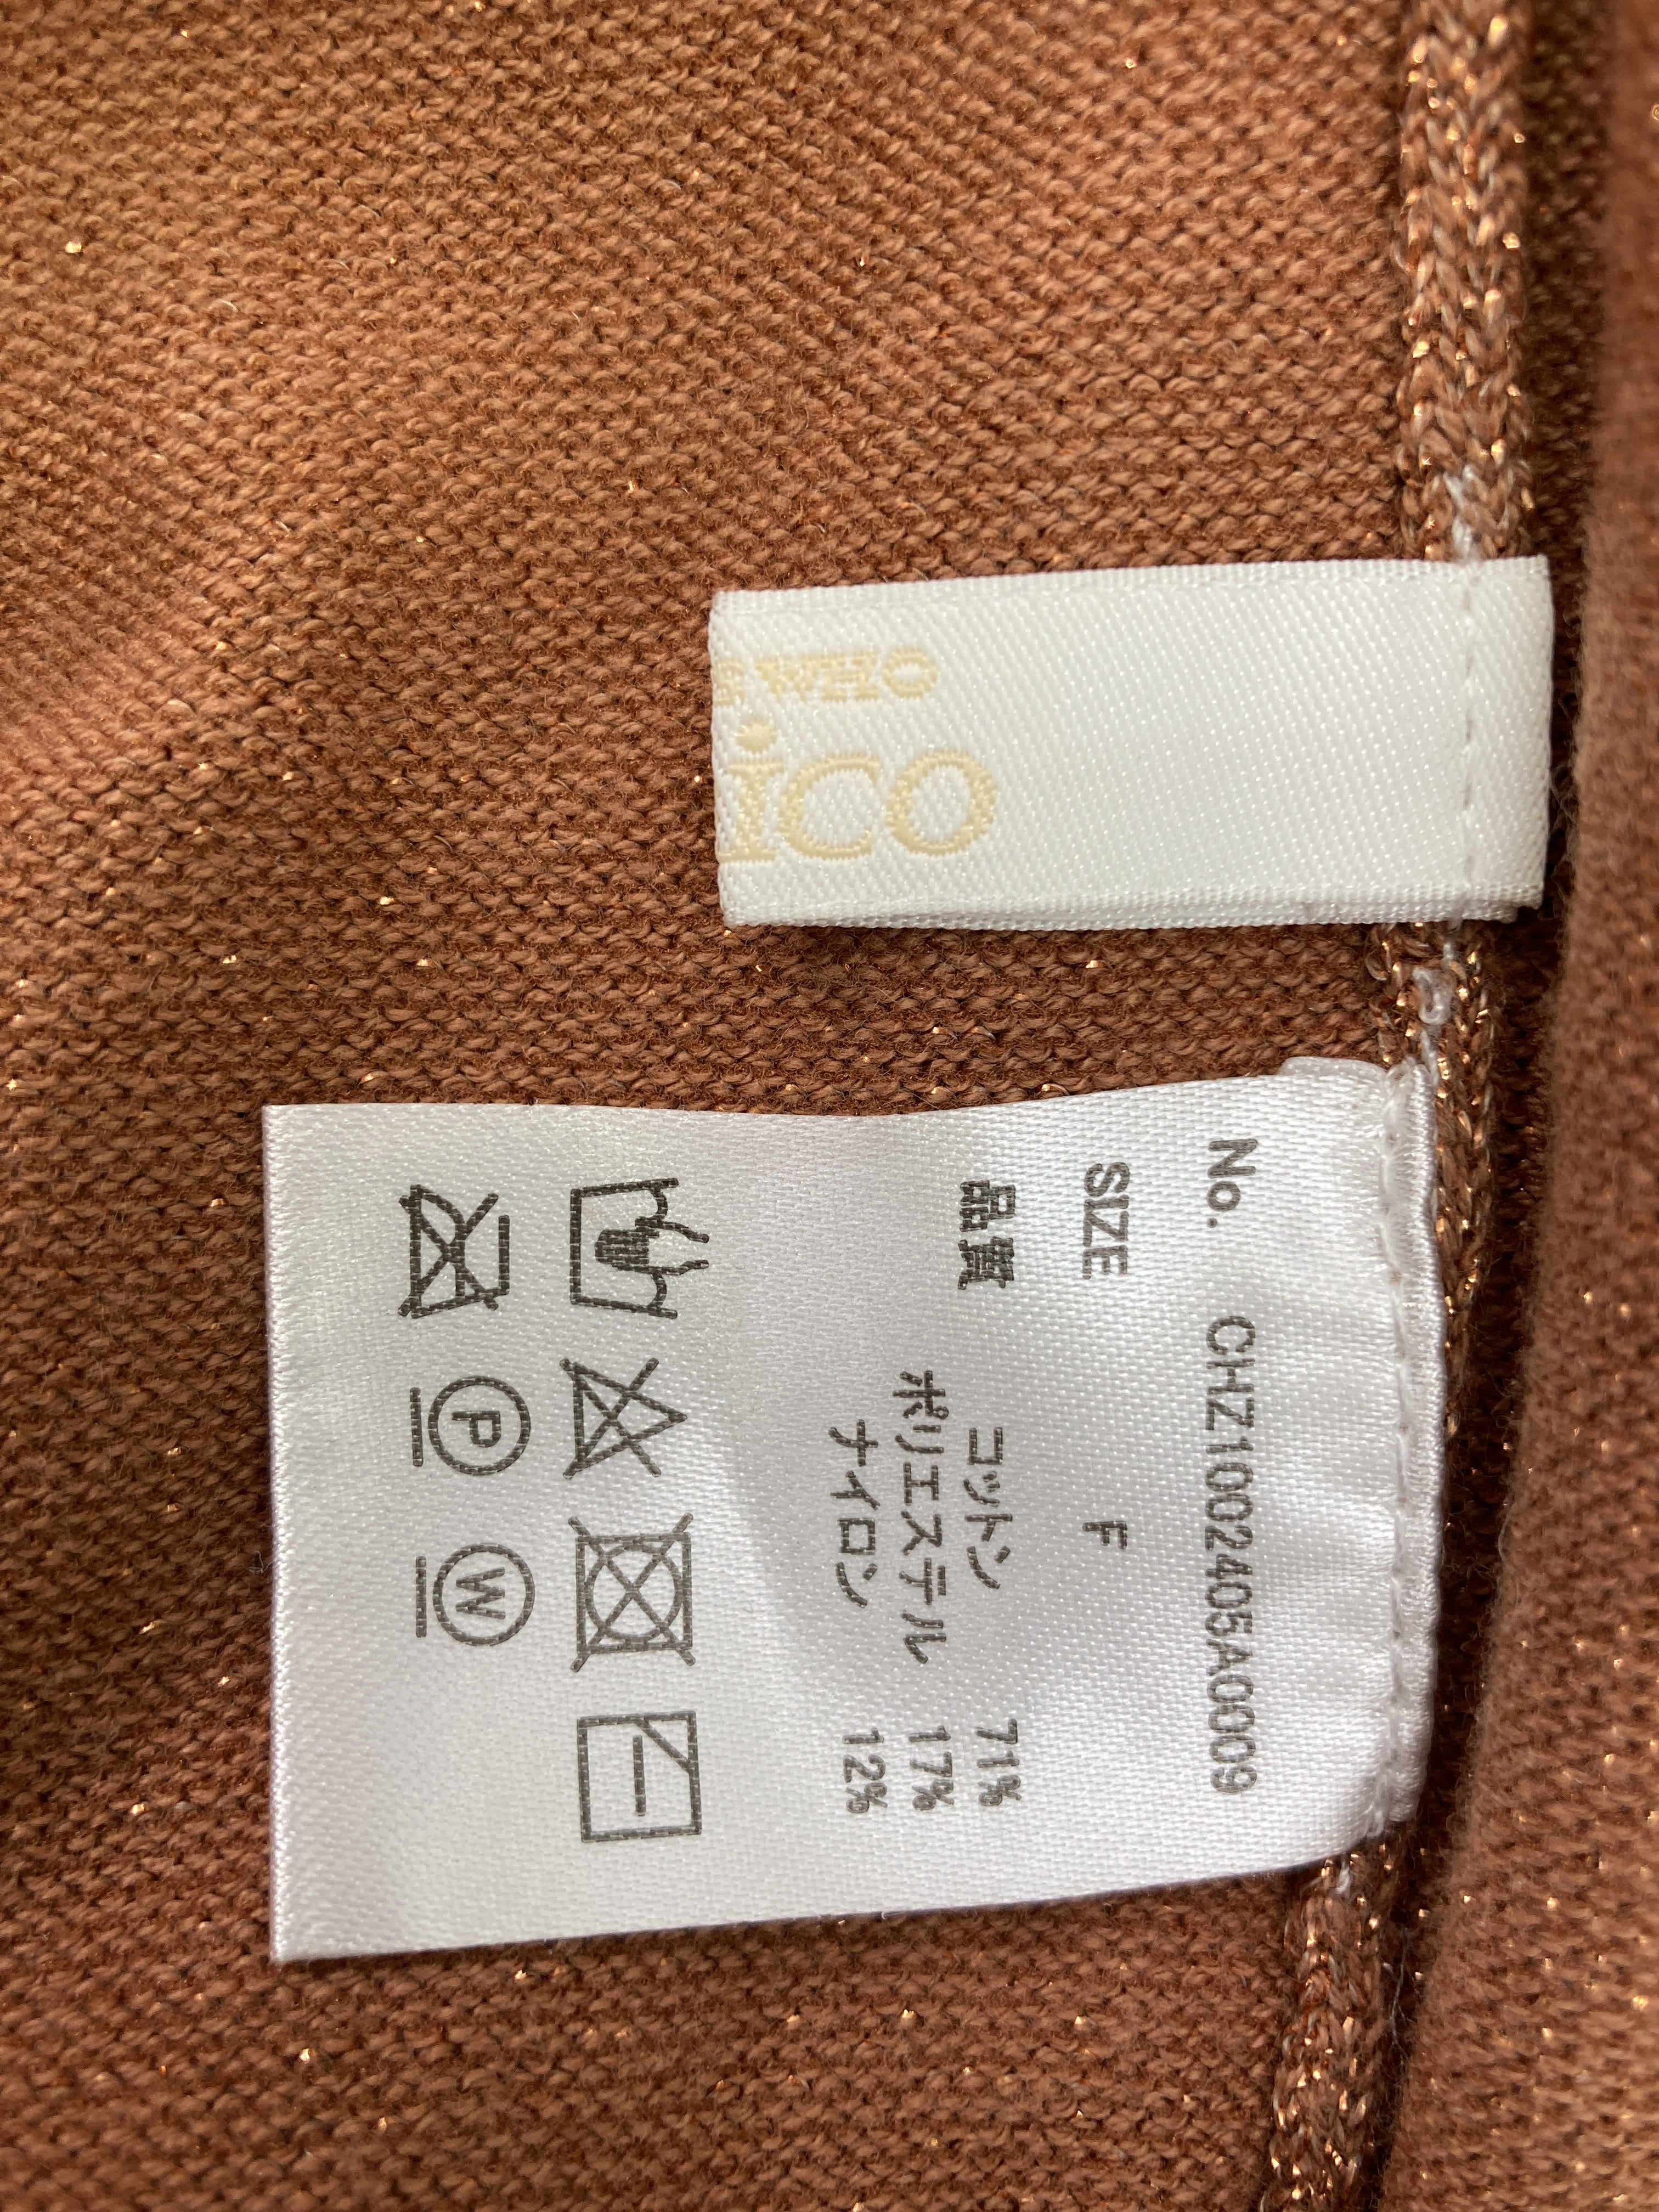 WHO
ico
No. CHZ1002405A0009
SIZE F
品質
コットン 71%
ポリエステル 17%
ナイロン 12%
P W